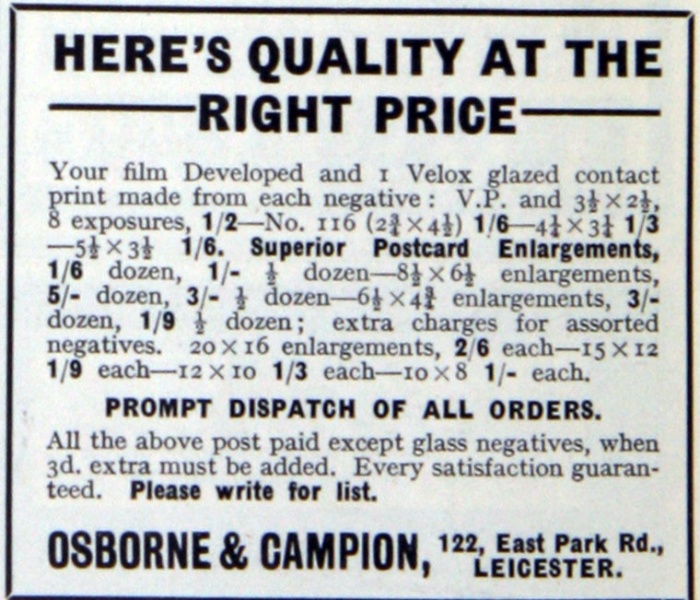 HERE'S QUALITY AT THE
RIGHT PRICE
Your film Developed and 1 Velox glazed contact
print made from each negative : V.P. and 3¼ × 2¼,
8 exposures, 1/2—No. 116 (2¾ × 4½) 1/6—4¼ × 3¼ 1/3
—5½ × 3½ 1/6. Superior Postcard Enlargements,
1/6 dozen, 1/- ½ dozen—8½ × 6½ enlargements,
5/- dozen, 3/- ½ dozen—6½ × 4¾ enlargements, 3/-
dozen, 1/9 ½ dozen; extra charges for assorted
negatives. 20 × 16 enlargements, 2/6 each—15 × 12
1/9 each—12 × 10 1/3 each—10 × 8 1/- each.
PROMPT DISPATCH OF ALL ORDERS.
All the above post paid except glass negatives, when
3d. extra must be added. Every satisfaction guaran-
teed. Please write for list.
OSBORNE & CAMPION, 122, East Park Rd.,
LEICESTER.